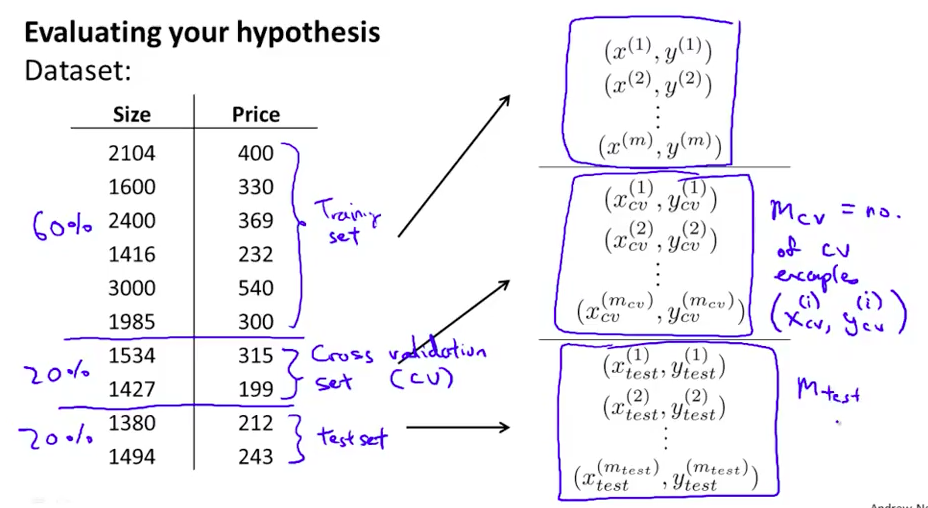 Evaluating your hypothesis
Dataset:
Size Price
2104 400
1600 330
2400 369
1416 232
3000 540
1985 300
60%
Training
set
1534 315
1427 199
20%
Cross validation
set (CV)
1380 212
1494 243
20%
test set
(x^{(1)}, y^{(1)})
(x^{(2)}, y^{(2)})
⋮
(x^{(m)}, y^{(m)})
(x_{cv}^{(1)}, y_{cv}^{(1)})
(x_{cv}^{(2)}, y_{cv}^{(2)})
⋮
(x_{cv}^{(m_{cv})}, y_{cv}^{(m_{cv})})
m_{cv} = no.
of cv
examples
(x_{cv}^{(i)}, y_{cv}^{(i)})
(x_{test}^{(1)}, y_{test}^{(1)})
(x_{test}^{(2)}, y_{test}^{(2)})
⋮
(x_{test}^{(m_{test})}, y_{test}^{(m_{test})})
m_{test}
Andrew